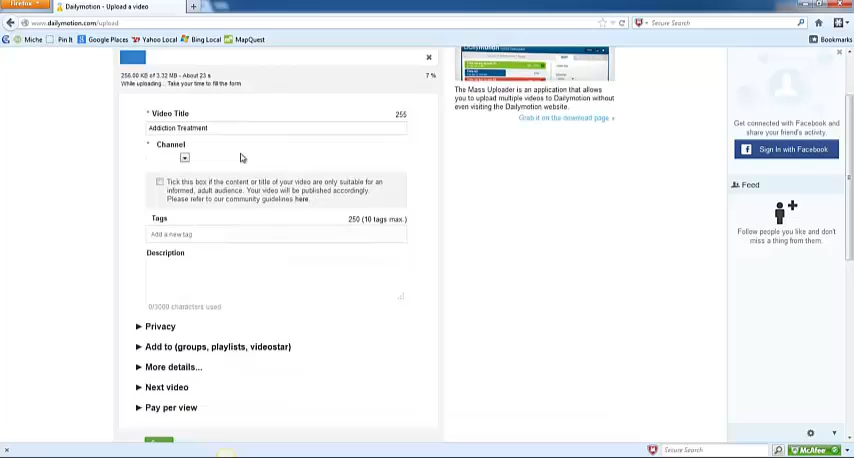 Firefox
Dailymotion - Upload a video
www.dailymotion.com/upload
Secure Search
Miche
Pin It
Google Places
Yahoo Local
Bing Local
MapQuest
Bookmarks
256.00 KB of 3.32 MB - About 23 s
7 %
While uploading... Take your time to fill the form
* Video Title
255
Addiction Treatment
* Channel
Tick this box if the content or title of your video are only suitable for an
informed, adult audience. Your video will be published accordingly.
Please refer to our community guidelines here.
Tags
250 (10 tags max.)
Add a new tag
Description
0/3000 characters used
Privacy
Add to (groups, playlists, videostar)
More details...
Next video
Pay per view
The Mass Uploader is an application that allows
you to upload multiple videos to Dailymotion without
even visiting the Dailymotion website.
Grab it on the download page »
Get connected with Facebook and
share your friend's activity.
Sign In with Facebook
Feed
Follow people you like and don't
miss a thing from them.
Secure Search
McAfee